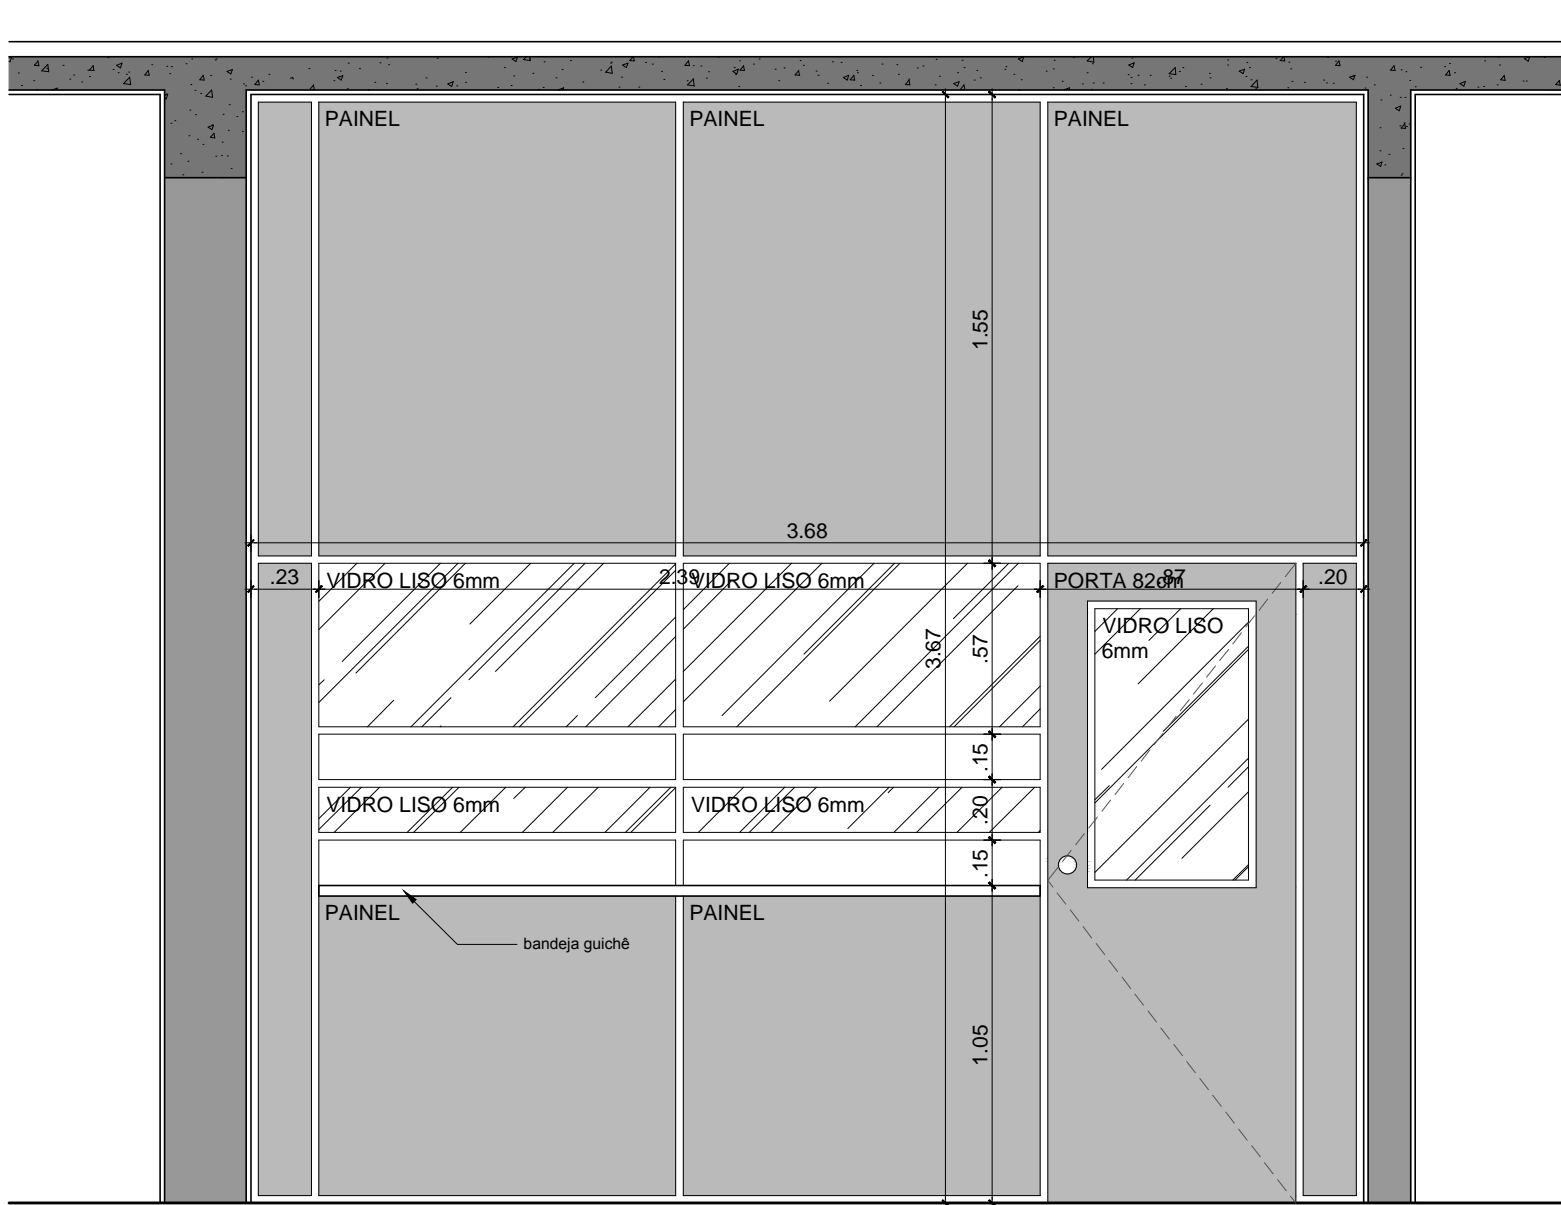 PAINEL
PAINEL
PAINEL
1.55
3.68
.23
VIDRO LISO 6mm
2.39
VIDRO LISO 6mm
PORTA 82cm
.87
.20
VIDRO LISO
6mm
3.67
.57
.15
VIDRO LISO 6mm
VIDRO LISO 6mm
.20
.15
PAINEL
PAINEL
bandeja guichê
1.05